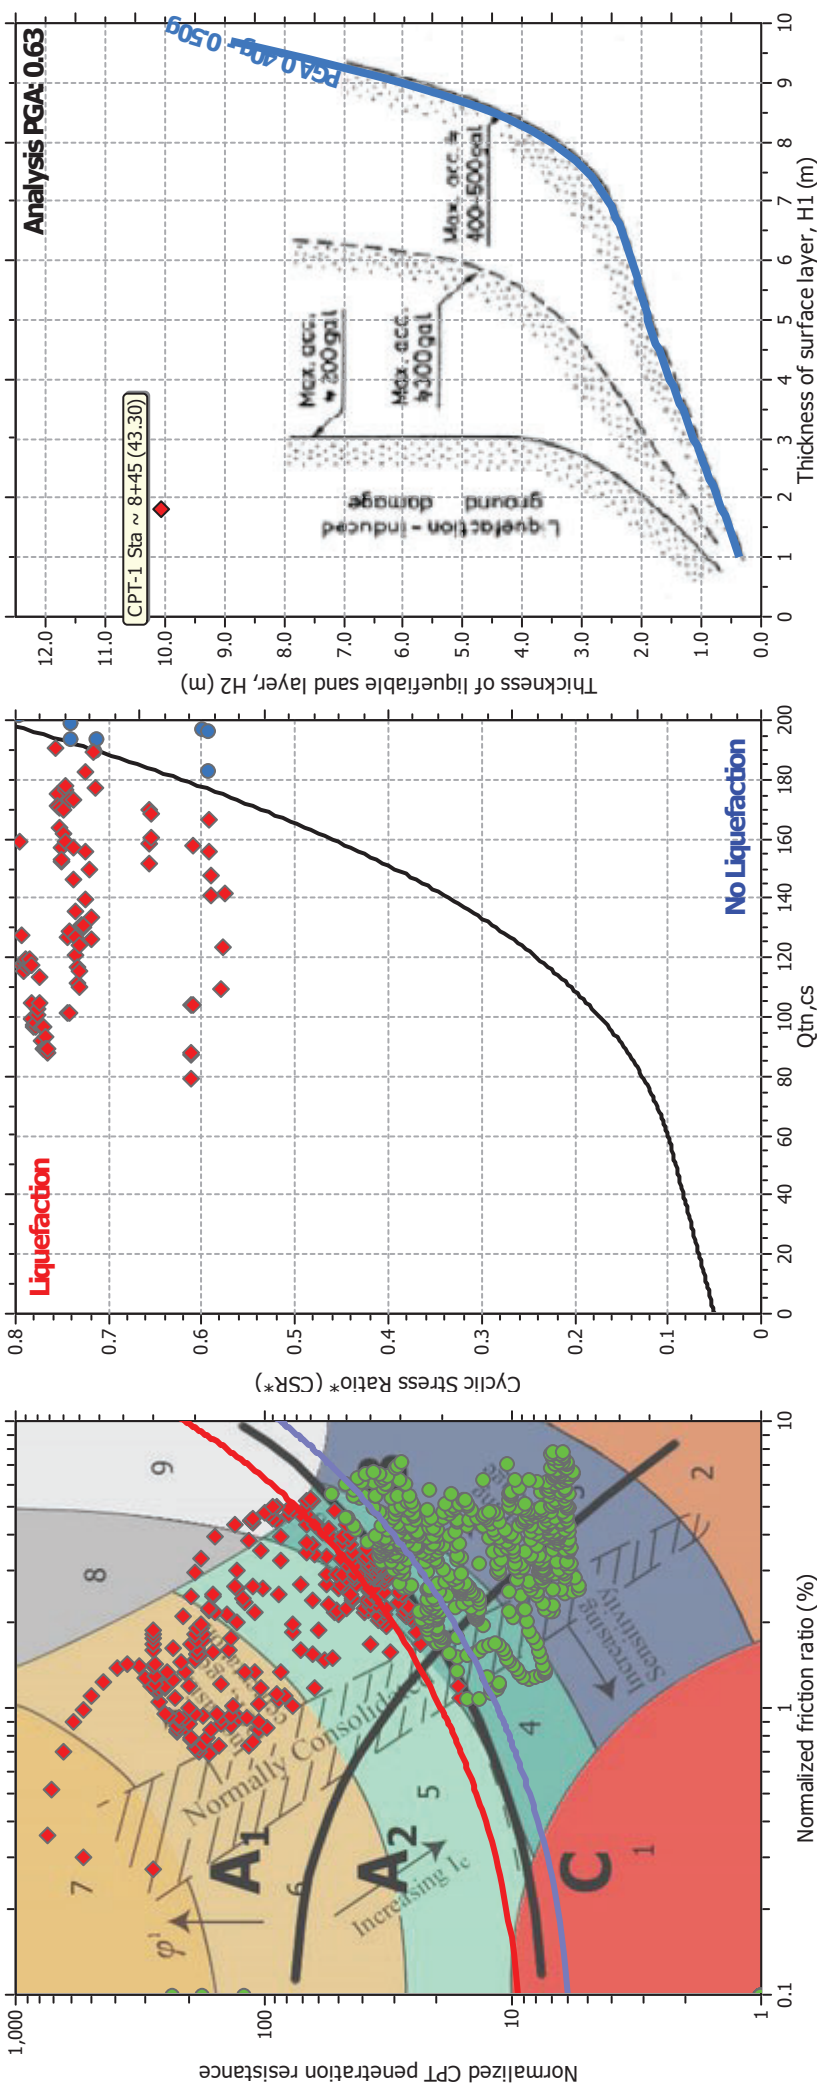 Normalized CPT penetration resistance
1,000
100
10
1
0.1
1
10
Normalized friction ratio (%)
7
8
9
6
5
4
3
1
2
A1
A2
C
φ'
Normally Consolidated
Increasing Ic
Increasing
Sensitivity
Cyclic Stress Ratio* (CSR*)
0.8
0.7
0.6
0.5
0.4
0.3
0.2
0.1
0
0
20
40
60
80
100
120
140
160
180
200
Qtn,cs
Liquefaction
No Liquefaction
Analysis PGA: 0.63
Thickness of liquefiable sand layer, H2 (m)
12.0
11.0
10.0
9.0
8.0
7.0
6.0
5.0
4.0
3.0
2.0
1.0
0.0
0
1
2
3
4
5
6
7
8
9
10
Thickness of surface layer, H1 (m)
CPT-1 Sta ~ 8+45 (43.30)
PGA 0.40g - 0.50g
Max. acc.
≒ 200gal
Max. acc.
≒300gal
Max. acc. ≒
400-500gal
Liquefaction-induced
ground damage